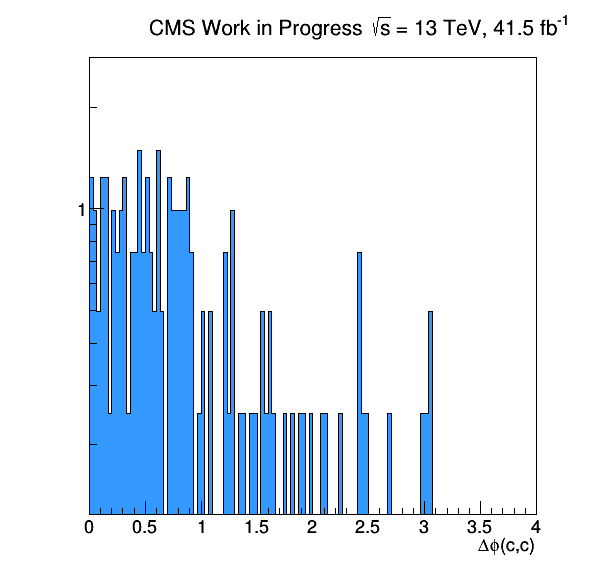 CMS Work in Progress √s = 13 TeV, 41.5 fb⁻¹
1
0 0.5 1 1.5 2 2.5 3 3.5 4
Δϕ(c,c)